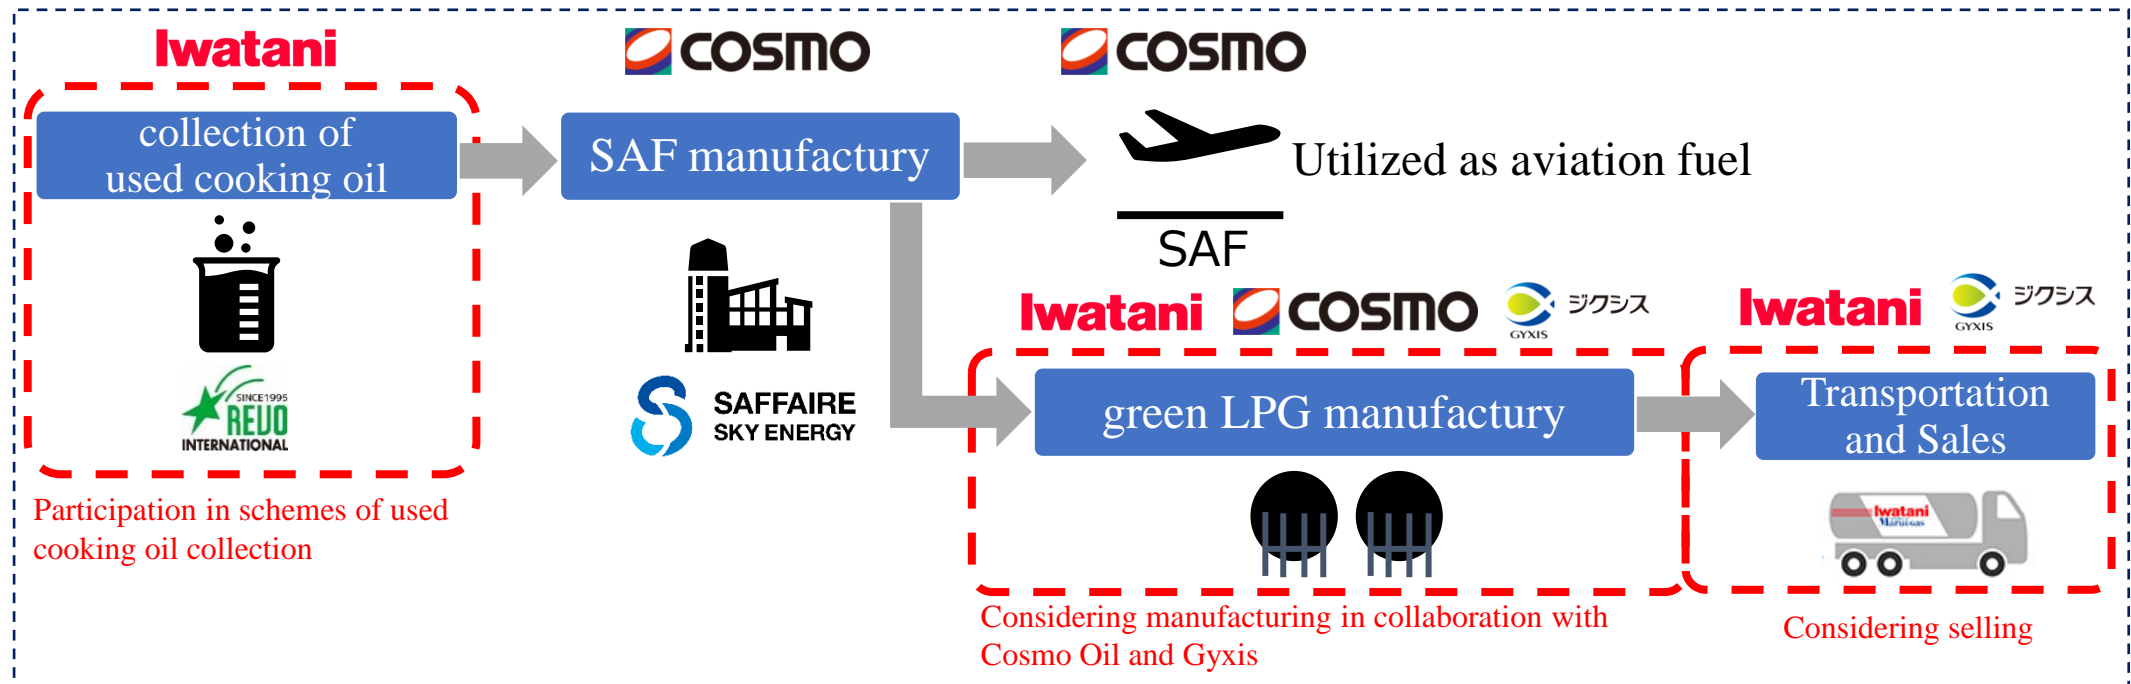 Iwatani
COSMO
COSMO
collection of
used cooking oil
SAF manufactury
Utilized as aviation fuel
SAF
SINCE1995
REVO
INTERNATIONAL
SAFFAIRE
SKY ENERGY
Participation in schemes of used
cooking oil collection
Iwatani
COSMO
GYXIS
ジクシス
Iwatani
GYXIS
ジクシス
green LPG manufactury
Transportation
and Sales
Iwatani
Marui gas
Considering manufacturing in collaboration with
Cosmo Oil and Gyxis
Considering selling